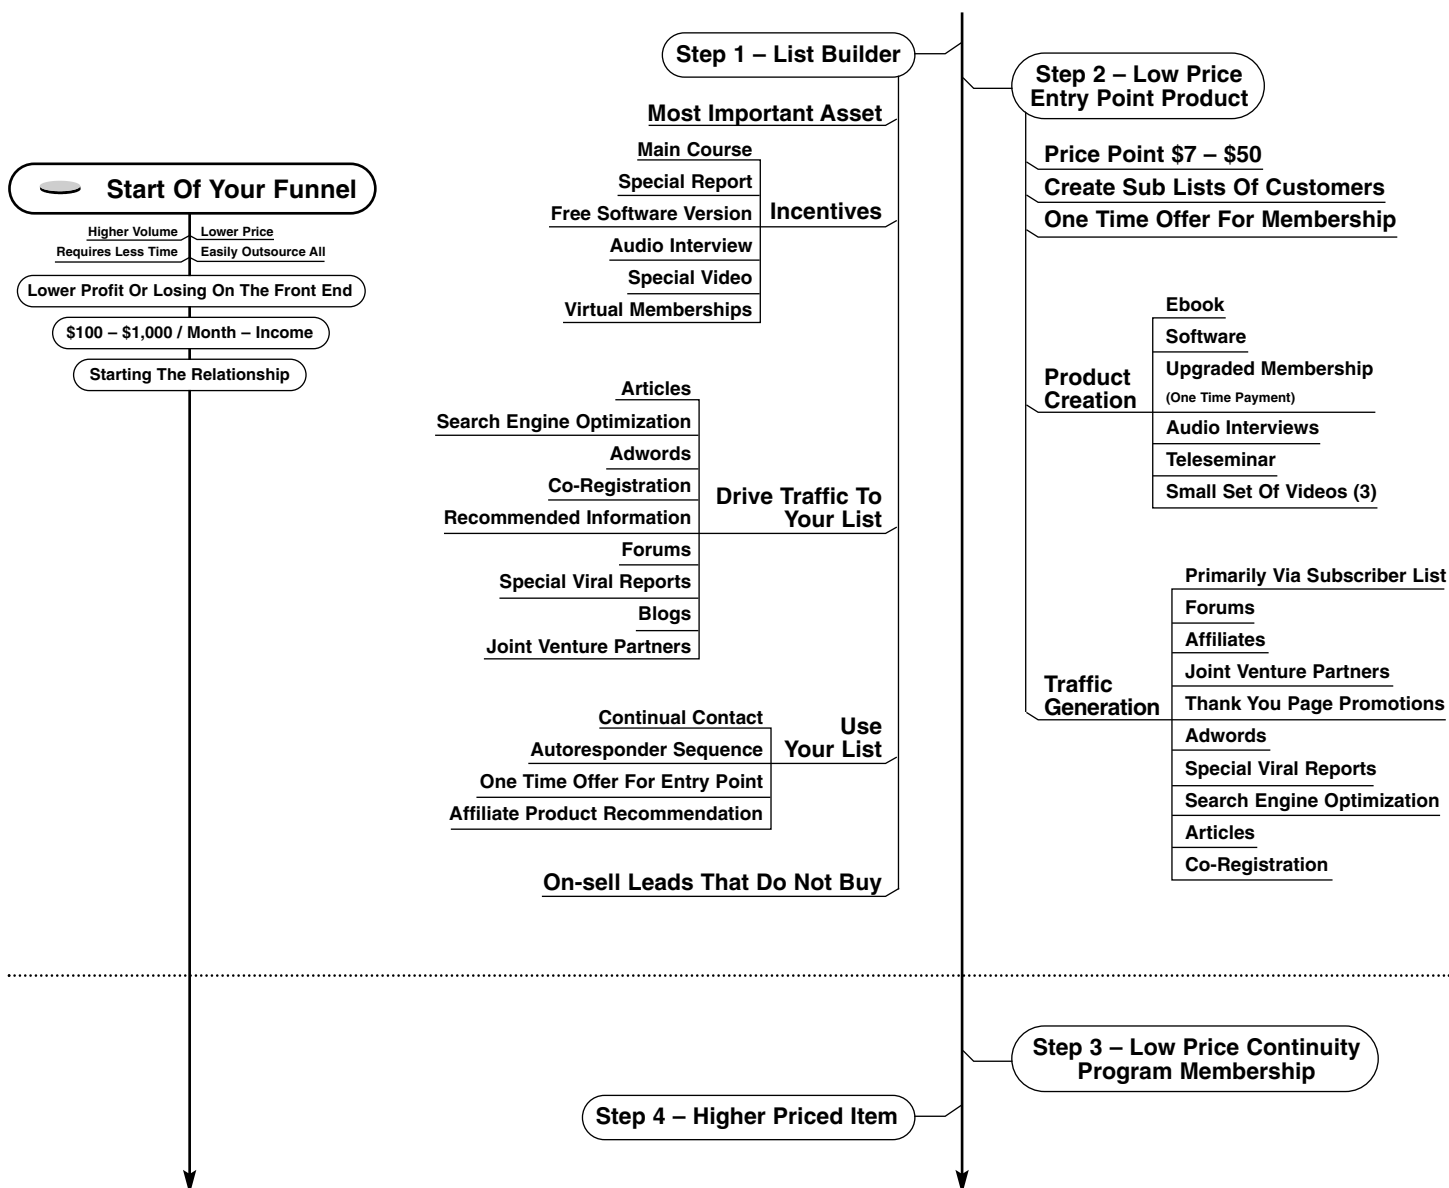 Start Of Your Funnel
Higher Volume
Lower Price
Requires Less Time
Easily Outsource All
Lower Profit Or Losing On The Front End
$100 – $1,000 / Month – Income
Starting The Relationship
Step 1 – List Builder
Most Important Asset
Incentives
Main Course
Special Report
Free Software Version
Audio Interview
Special Video
Virtual Memberships
Drive Traffic To
Your List
Articles
Search Engine Optimization
Adwords
Co-Registration
Recommended Information
Forums
Special Viral Reports
Blogs
Joint Venture Partners
Use
Your List
Continual Contact
Autoresponder Sequence
One Time Offer For Entry Point
Affiliate Product Recommendation
On-sell Leads That Do Not Buy
Step 2 – Low Price
Entry Point Product
Price Point $7 – $50
Create Sub Lists Of Customers
One Time Offer For Membership
Product
Creation
Ebook
Software
Upgraded Membership
(One Time Payment)
Audio Interviews
Teleseminar
Small Set Of Videos (3)
Traffic
Generation
Primarily Via Subscriber List
Forums
Affiliates
Joint Venture Partners
Thank You Page Promotions
Adwords
Special Viral Reports
Search Engine Optimization
Articles
Co-Registration
Step 3 – Low Price Continuity
Program Membership
Step 4 – Higher Priced Item